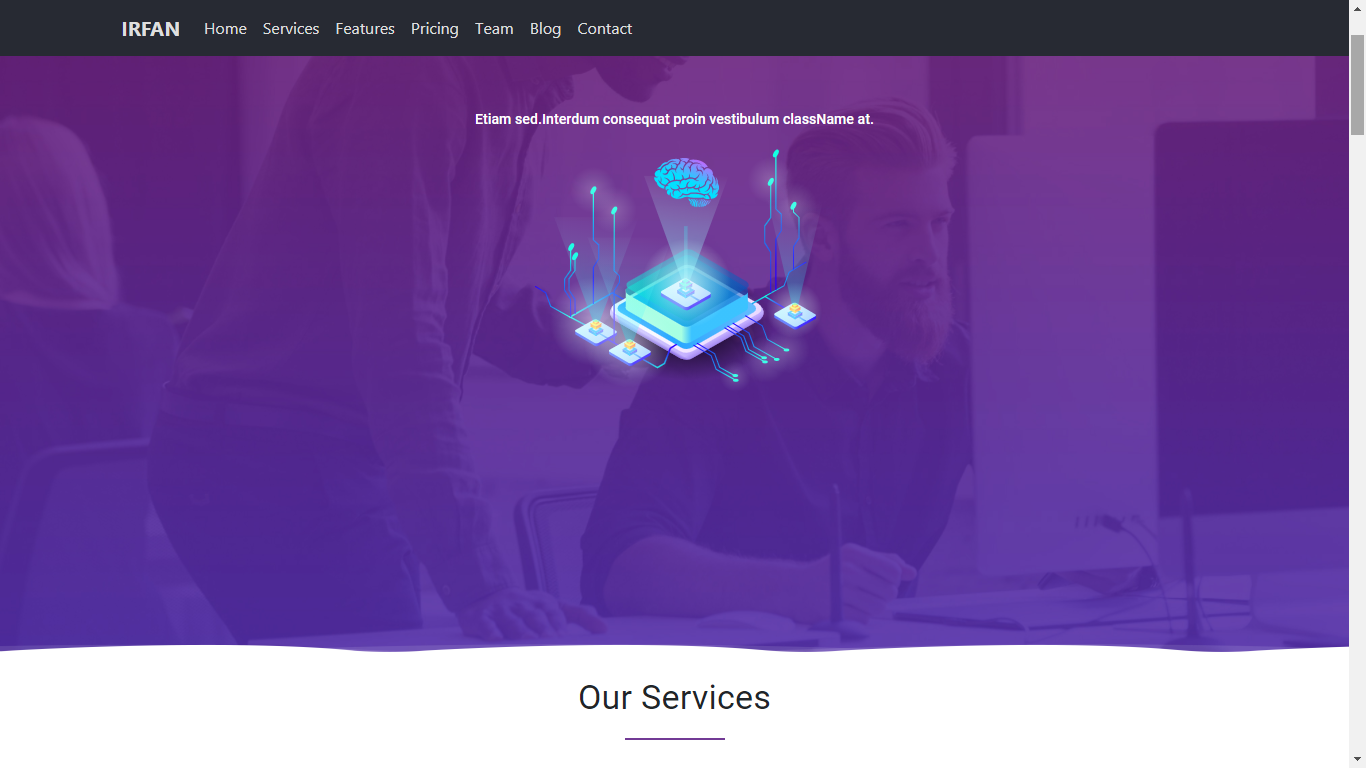 IRFAN Home Services Features Pricing Team Blog Contact
Etiam sed.Interdum consequat proin vestibulum className at.
Our Services